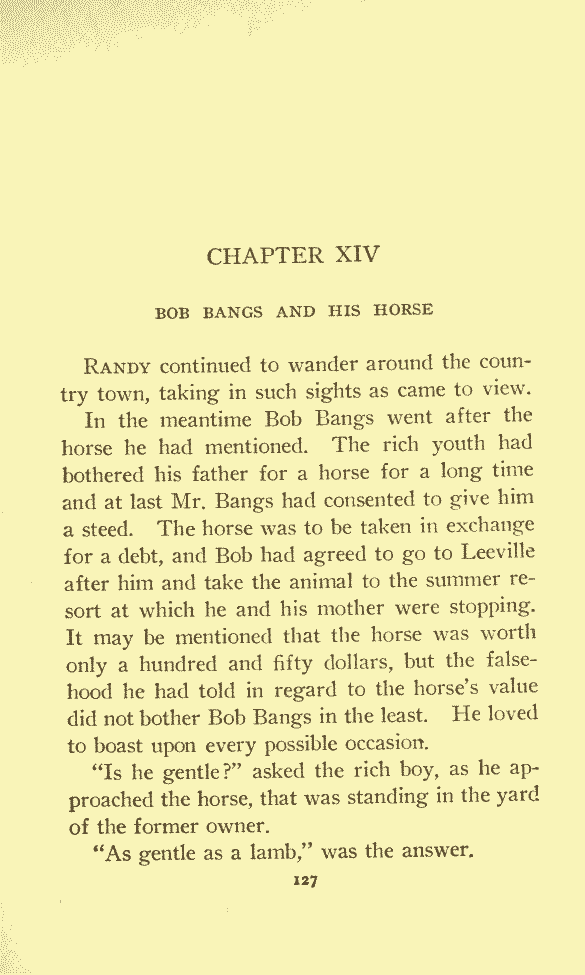 CHAPTER XIV
BOB BANGS AND HIS HORSE
RANDY continued to wander around the coun-
try town, taking in such sights as came to view.
In the meantime Bob Bangs went after the
horse he had mentioned. The rich youth had
bothered his father for a horse for a long time
and at last Mr. Bangs had consented to give him
a steed. The horse was to be taken in exchange
for a debt, and Bob had agreed to go to Leeville
after him and take the animal to the summer re-
sort at which he and his mother were stopping.
It may be mentioned that the horse was worth
only a hundred and fifty dollars, but the false-
hood he had told in regard to the horse's value
did not bother Bob Bangs in the least. He loved
to boast upon every possible occasion.
"Is he gentle?" asked the rich boy, as he ap-
proached the horse, that was standing in the yard
of the former owner.
"As gentle as a lamb," was the answer.
127